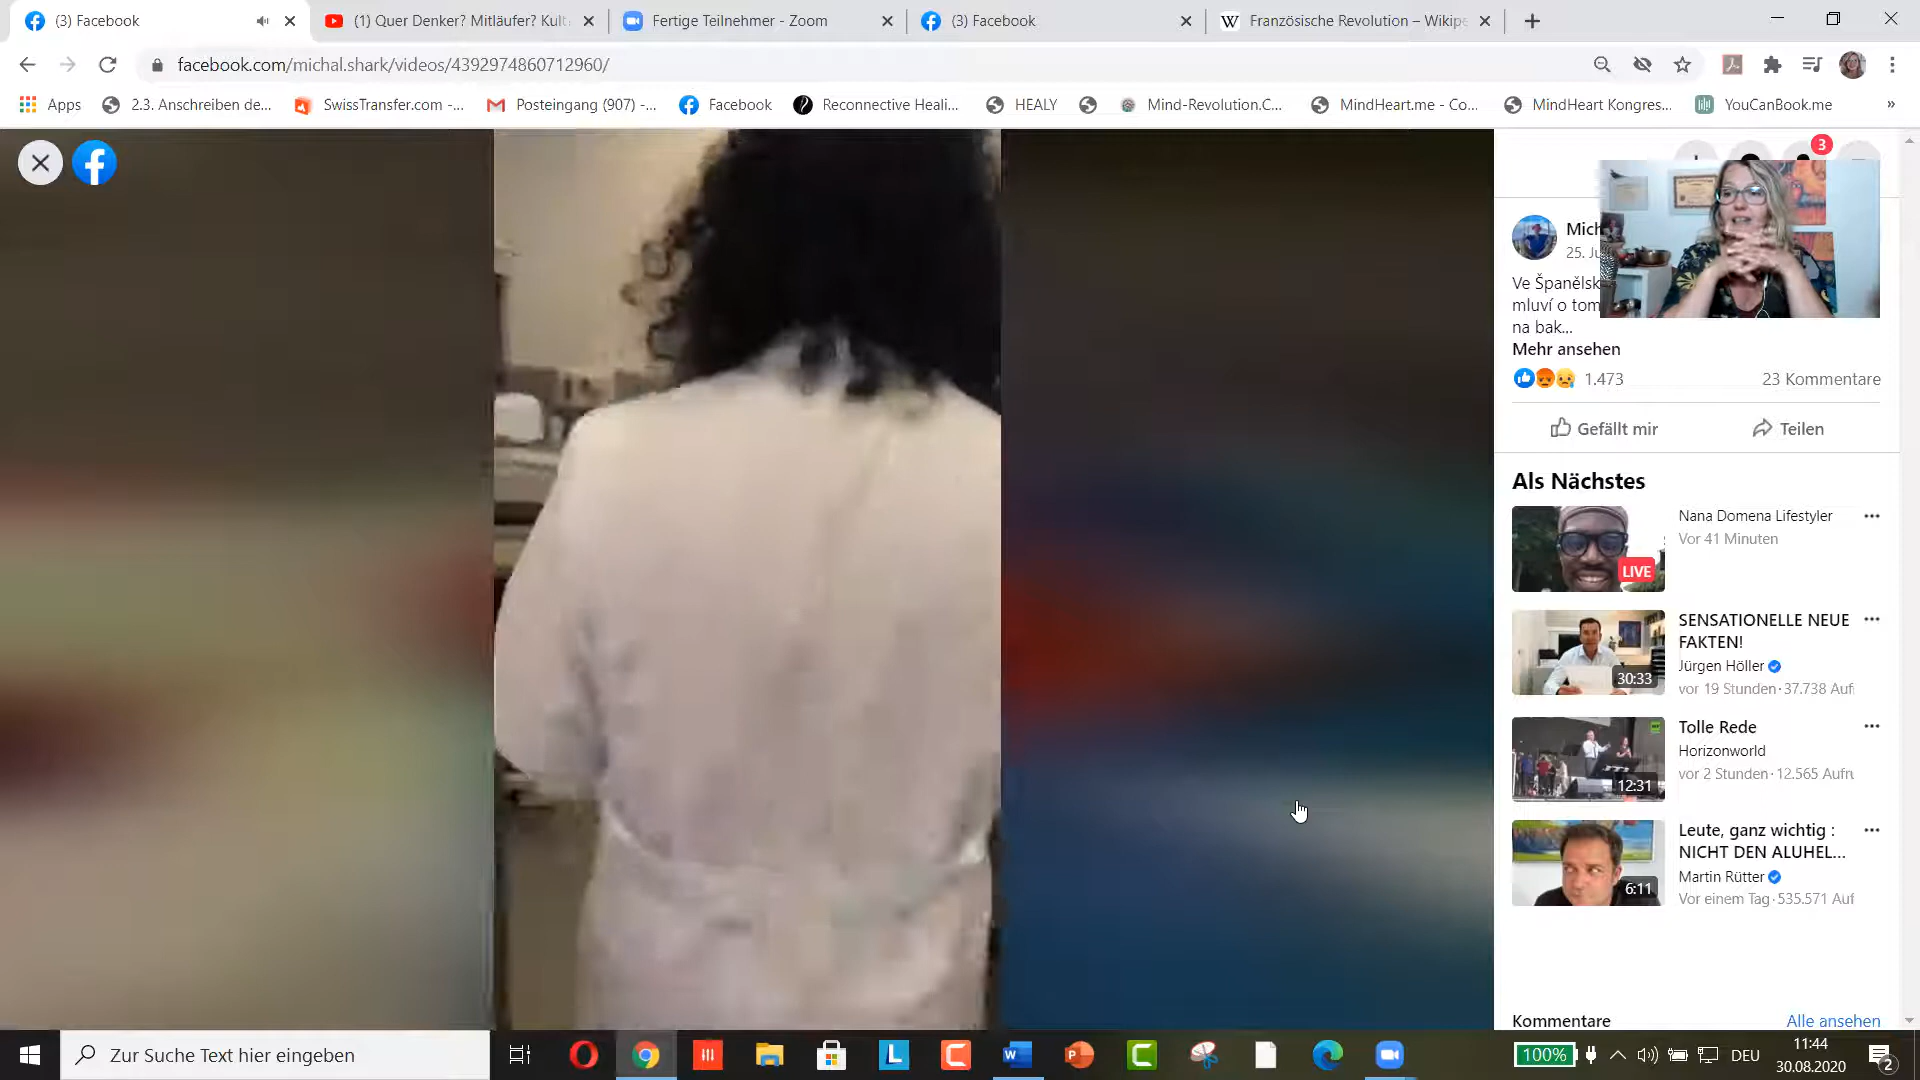 (3) Facebook
(1) Quer Denker? Mitläufer? Kult
Fertige Teilnehmer - Zoom
(3) Facebook
Französische Revolution – Wikipe
facebook.com/michal.shark/videos/4392974860712960/
Apps
2.3. Anschreiben de...
SwissTransfer.com -...
Posteingang (907) -...
Facebook
Reconnective Heali...
HEALY
Mind-Revolution.C...
MindHeart.me - Co...
MindHeart Kongres...
YouCanBook.me
»
3
Mich
25. Ju
Ve Španělsk
mluví o tom
na bak...
Mehr ansehen
1.473
23 Kommentare
Gefällt mir
Teilen
Als Nächstes
Nana Domena Lifestyler
Vor 41 Minuten
LIVE
SENSATIONELLE NEUE
FAKTEN!
Jürgen Höller
vor 19 Stunden · 37.738 Auf
30:33
Tolle Rede
Horizonworld
vor 2 Stunden · 12.565 Aufru
12:31
Leute, ganz wichtig :
NICHT DEN ALUHEL...
Martin Rütter
Vor einem Tag · 535.571 Auf
6:11
Kommentare
Alle ansehen
Zur Suche Text hier eingeben
100%
DEU
11:44
30.08.2020
2